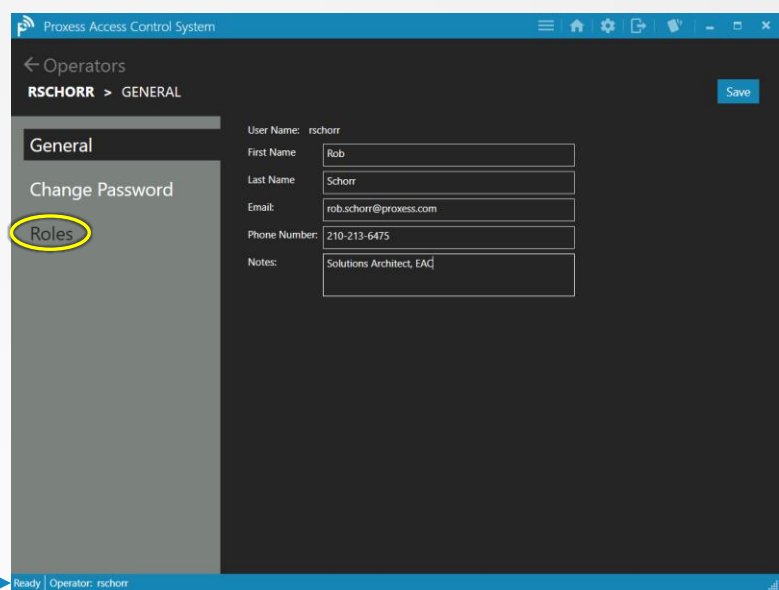 Proxess Access Control System
Operators
RSCHORR > GENERAL
Save
General
Change Password
Roles
User Name: rschorr
First Name Rob
Last Name Schorr
Email: rob.schorr@proxess.com
Phone Number: 210-213-6475
Notes: Solutions Architect, EAC
Ready Operator: rschorr